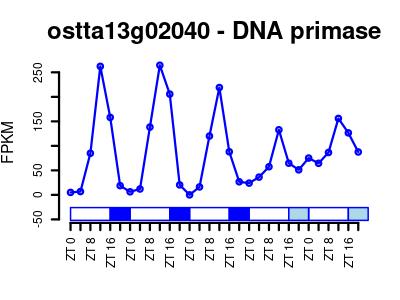 ostta13g02040 - DNA primase
FPKM
250
150
50
0
-50
ZT 0
ZT 8
ZT 16
ZT 0
ZT 8
ZT 16
ZT 0
ZT 8
ZT 16
ZT 0
ZT 8
ZT 16
ZT 0
ZT 8
ZT 16